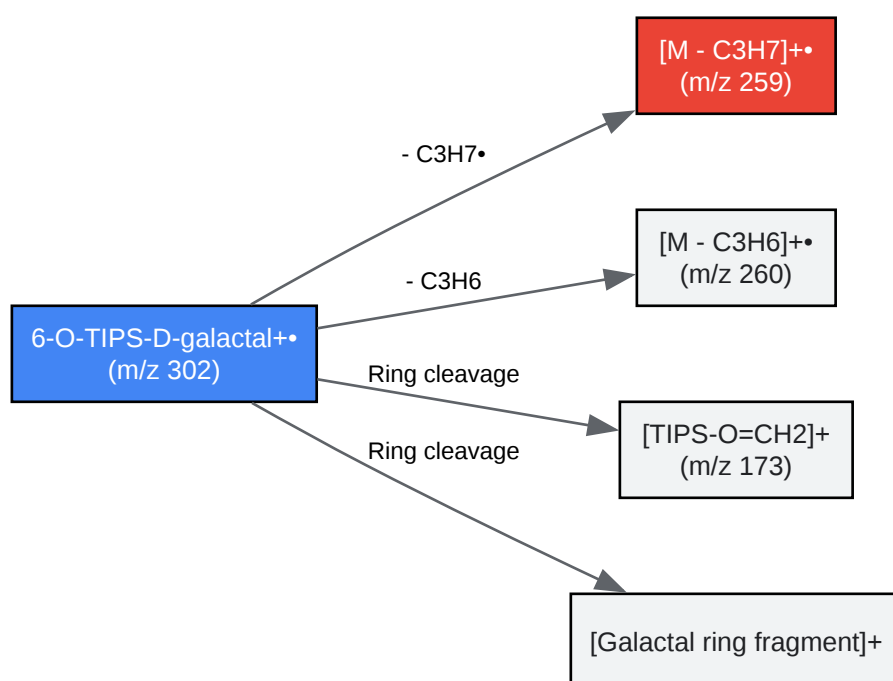 [M - C3H7]+•
(m/z 259)
- C3H7•
[M - C3H6]+•
(m/z 260)
- C3H6
6-O-TIPS-D-galactal+•
(m/z 302)
Ring cleavage
[TIPS-O=CH2]+
(m/z 173)
Ring cleavage
[Galactal ring fragment]+